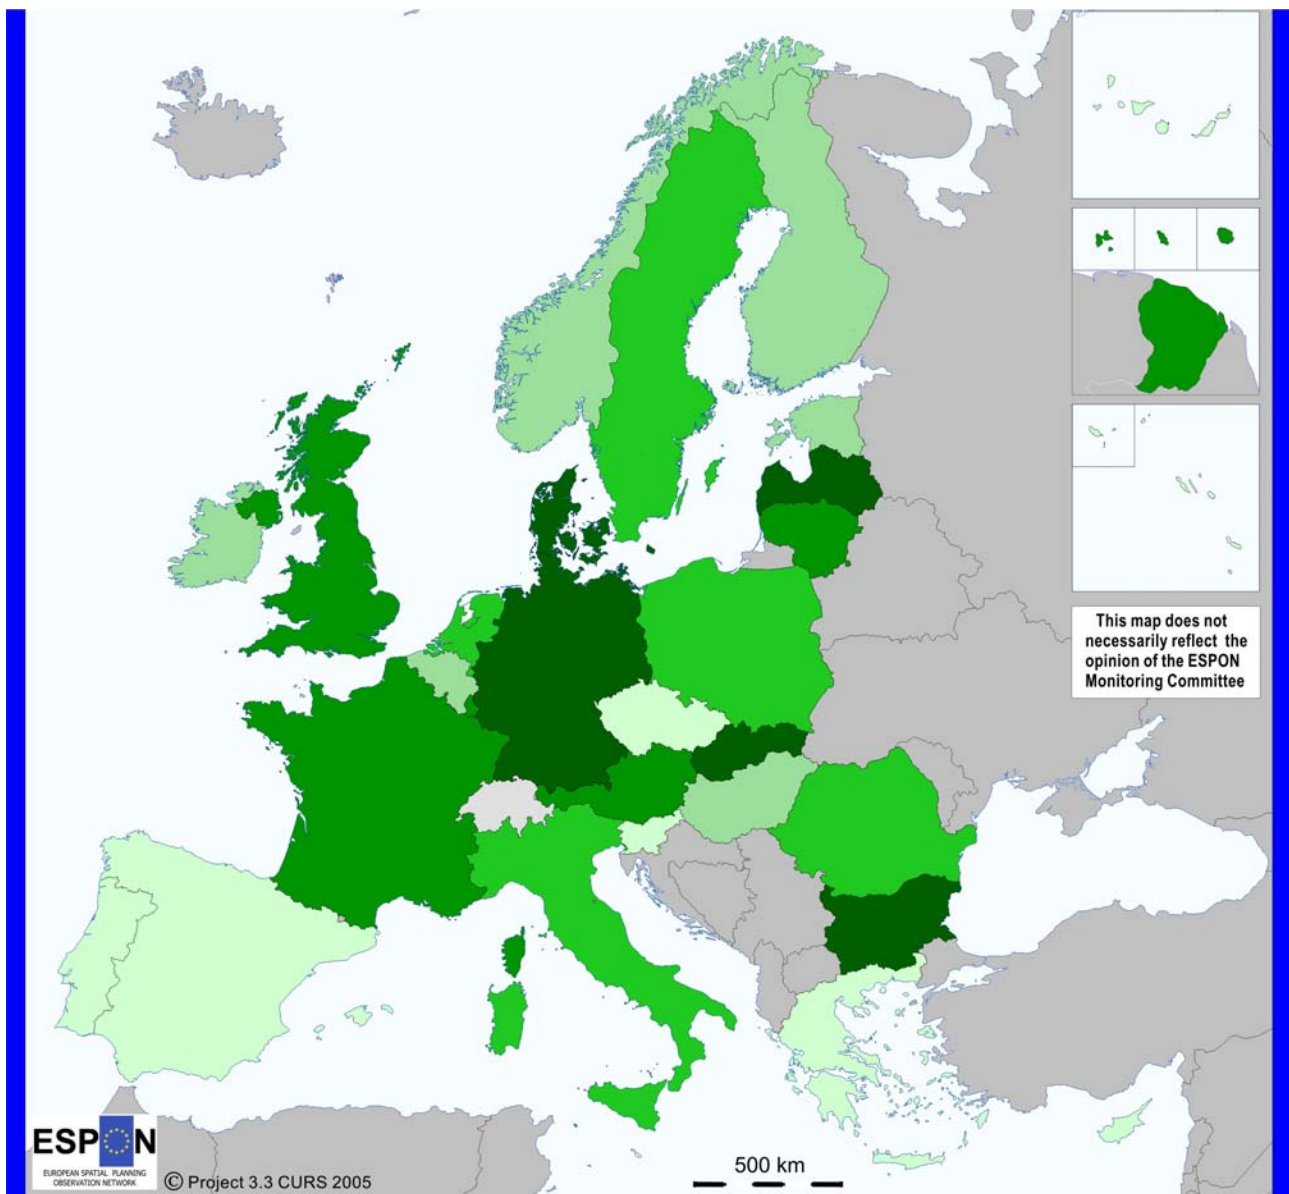 This map does not
necessarily reflect the
opinion of the ESPON
Monitoring Committee
ESPON
EUROPEAN SPATIAL PLANNING
OBSERVATION NETWORK
© Project 3.3 CURS 2005
500 km